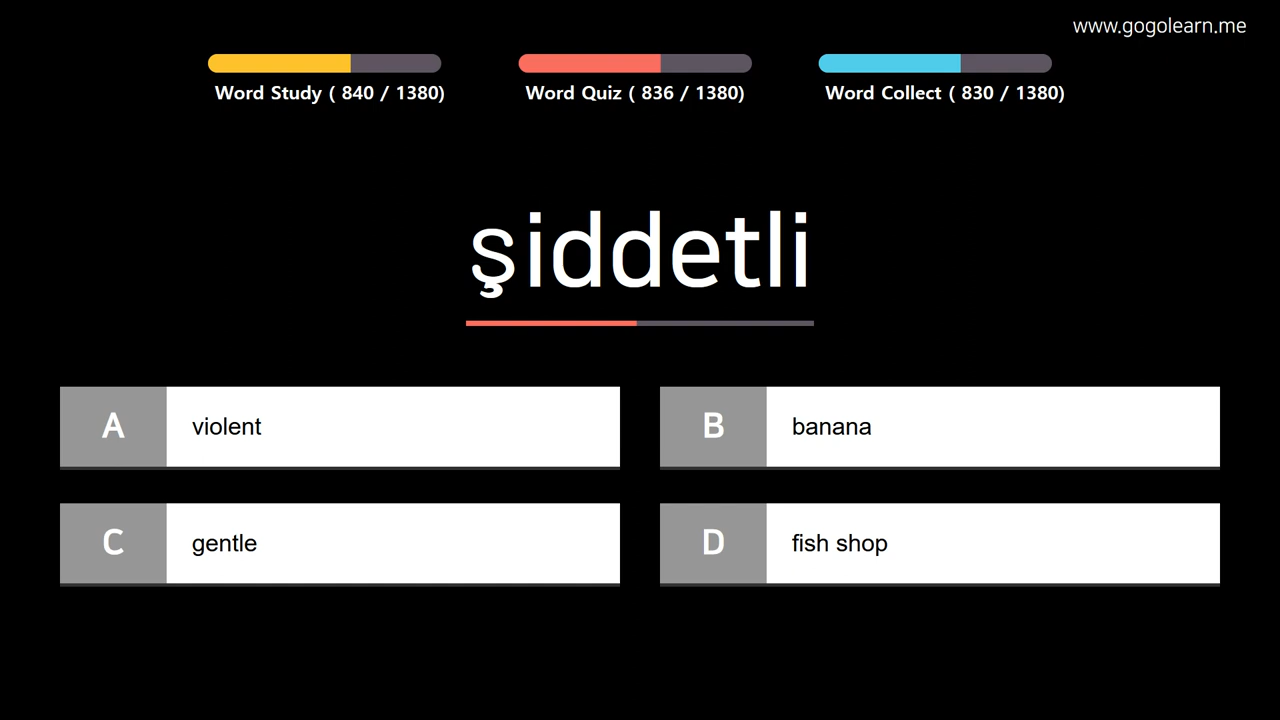 www.gogolearn.me
Word Study ( 840 / 1380)
Word Quiz ( 836 / 1380)
Word Collect ( 830 / 1380)
şiddetli
A violent
B banana
C gentle
D fish shop